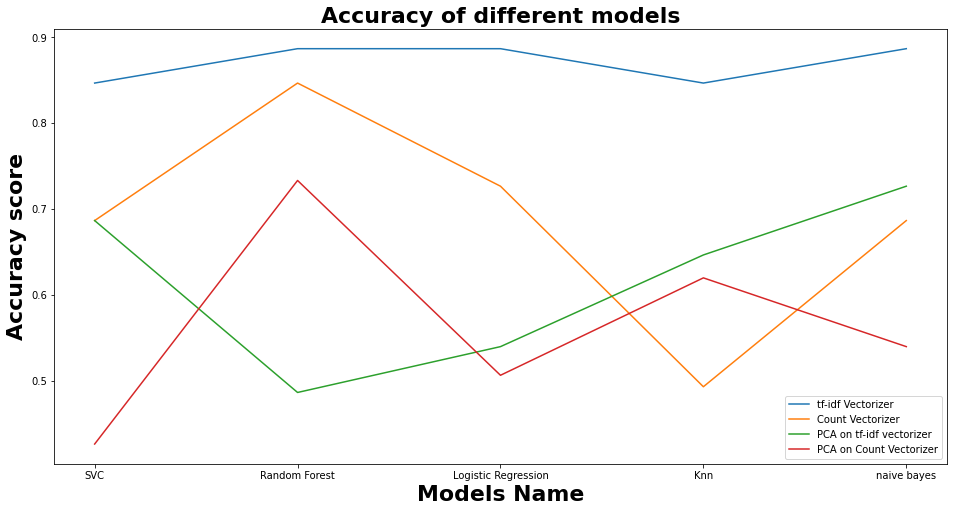 Accuracy of different models
Accuracy score
0.9
0.8
0.7
0.6
0.5
tf-idf Vectorizer
Count Vectorizer
PCA on tf-idf vectorizer
PCA on Count Vectorizer
SVC Random Forest Logistic Regression Knn naive bayes
Models Name